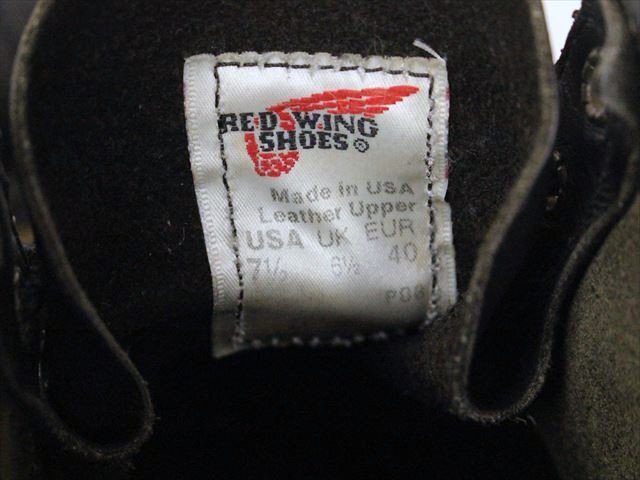 RED WING
SHOES®
Made in USA
Leather Upper
USA UK EUR
7½ 6½ 40